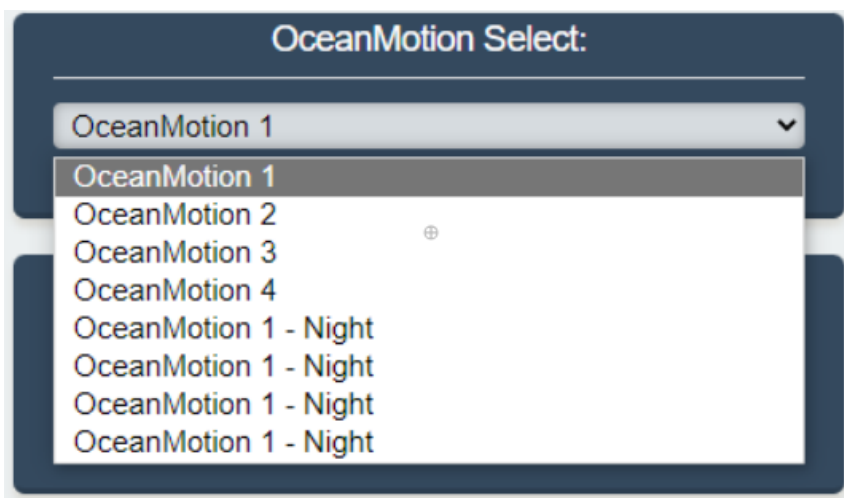 OceanMotion Select:
OceanMotion 1
OceanMotion 1
OceanMotion 2
OceanMotion 3
OceanMotion 4
OceanMotion 1 - Night
OceanMotion 1 - Night
OceanMotion 1 - Night
OceanMotion 1 - Night